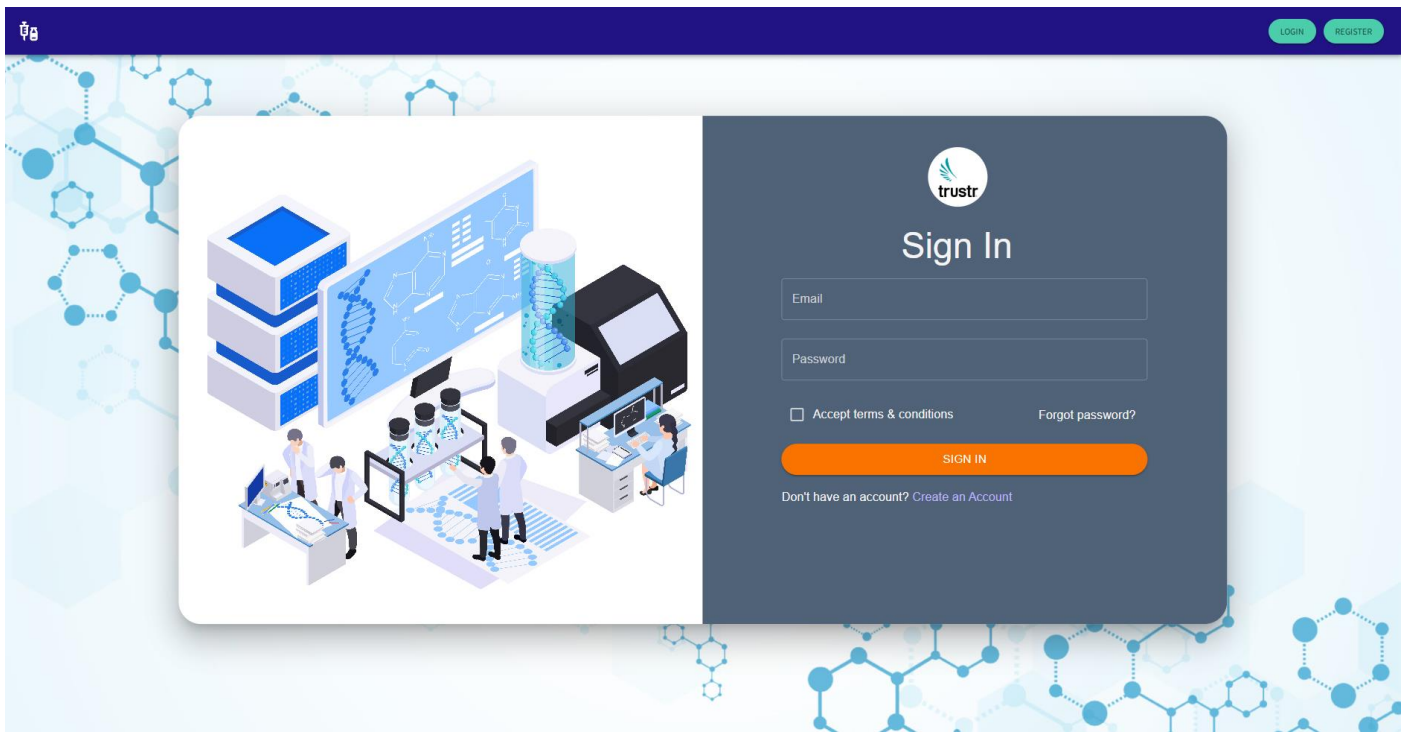 LOGIN REGISTER
trustr
Sign In
Email
Password
Accept terms & conditions Forgot password?
SIGN IN
Don't have an account? Create an Account